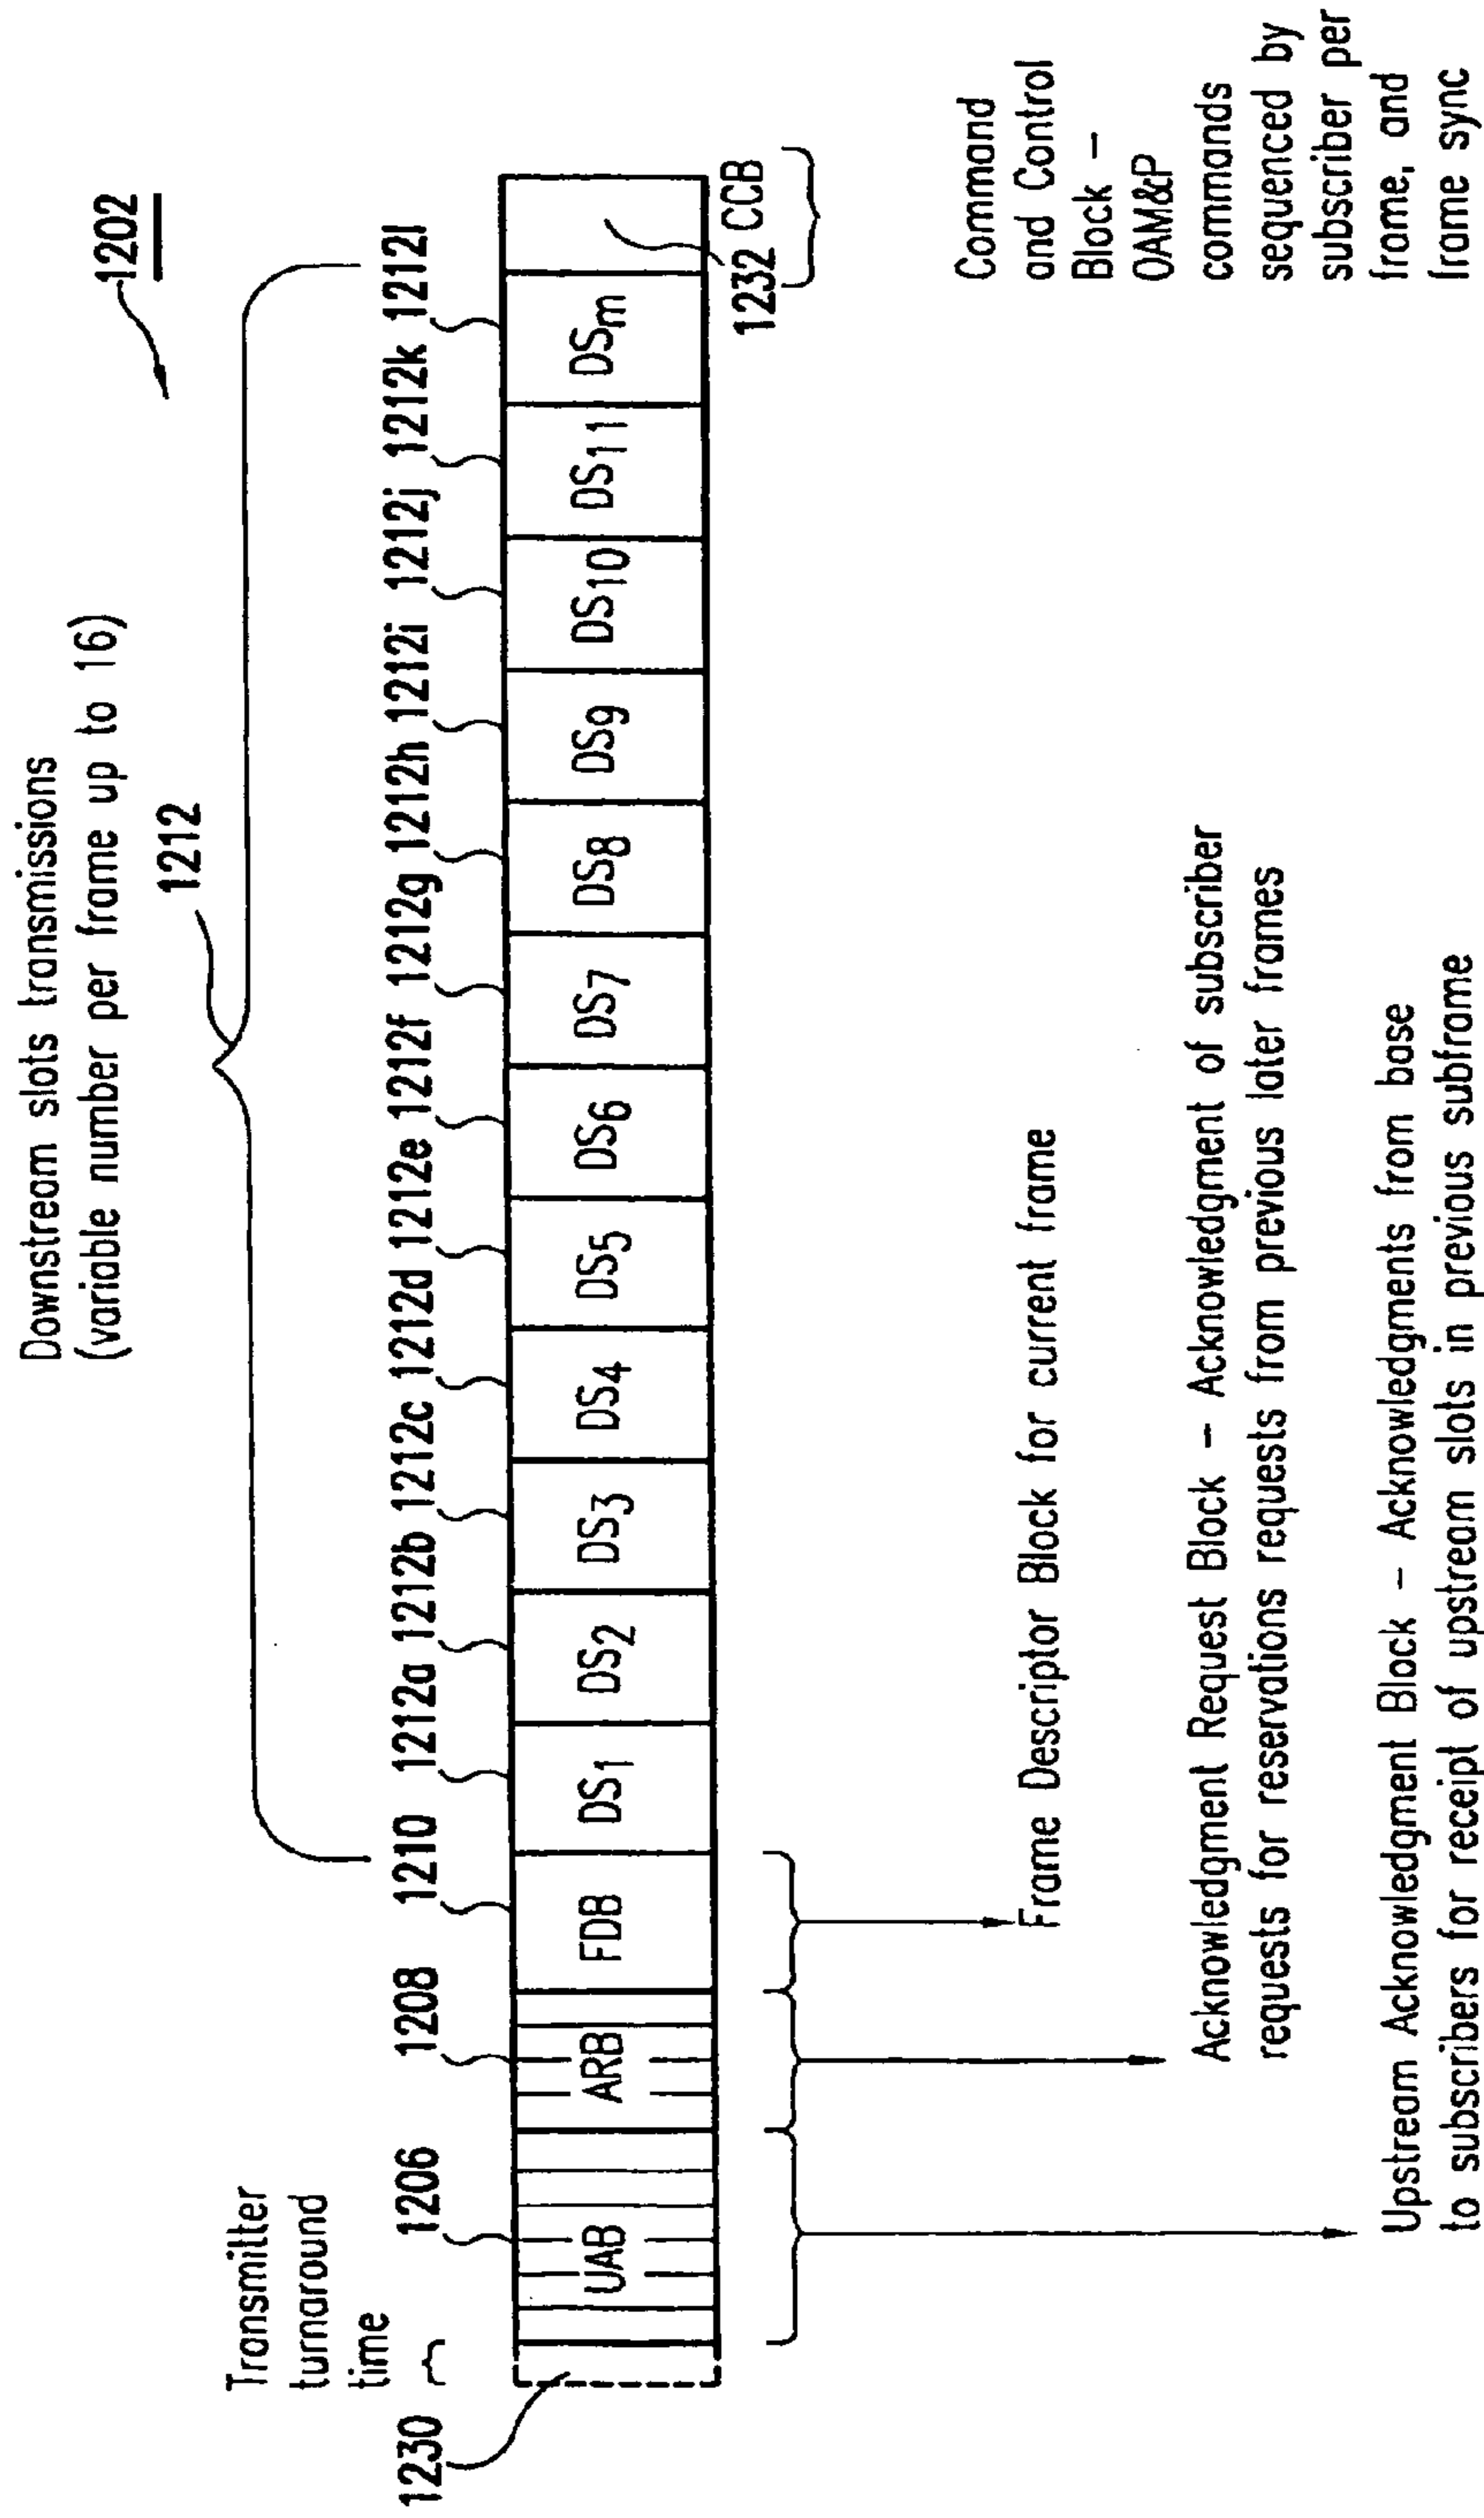 Downstream slots transmissions
(variable number per frame up to 16)
1202
1212
Transmitter
turnaround
time
1230
1206
1208
1210
1212a
1212b
1212c
1212d
1212e
1212f
1212g
1212h
1212i
1212j
1212k
1212l
UAB
ARB
FDB
DS1
DS2
DS3
DS4
DS5
DS6
DS7
DS8
DS9
DS10
DS11
DSm
1232
CCB
Frame Descriptor Block for current frame
Acknowledgment Request Block – Acknowledgment of subscriber
requests for reservations requests from previous later frames
Upstream Acknowledgment Block – Acknowledgments from base
to subscribers for receipt of upstream slots in previous subframe
Command
and Control
Block –
OAM&P
commands
sequenced by
subscriber per
frame, and
frame sync